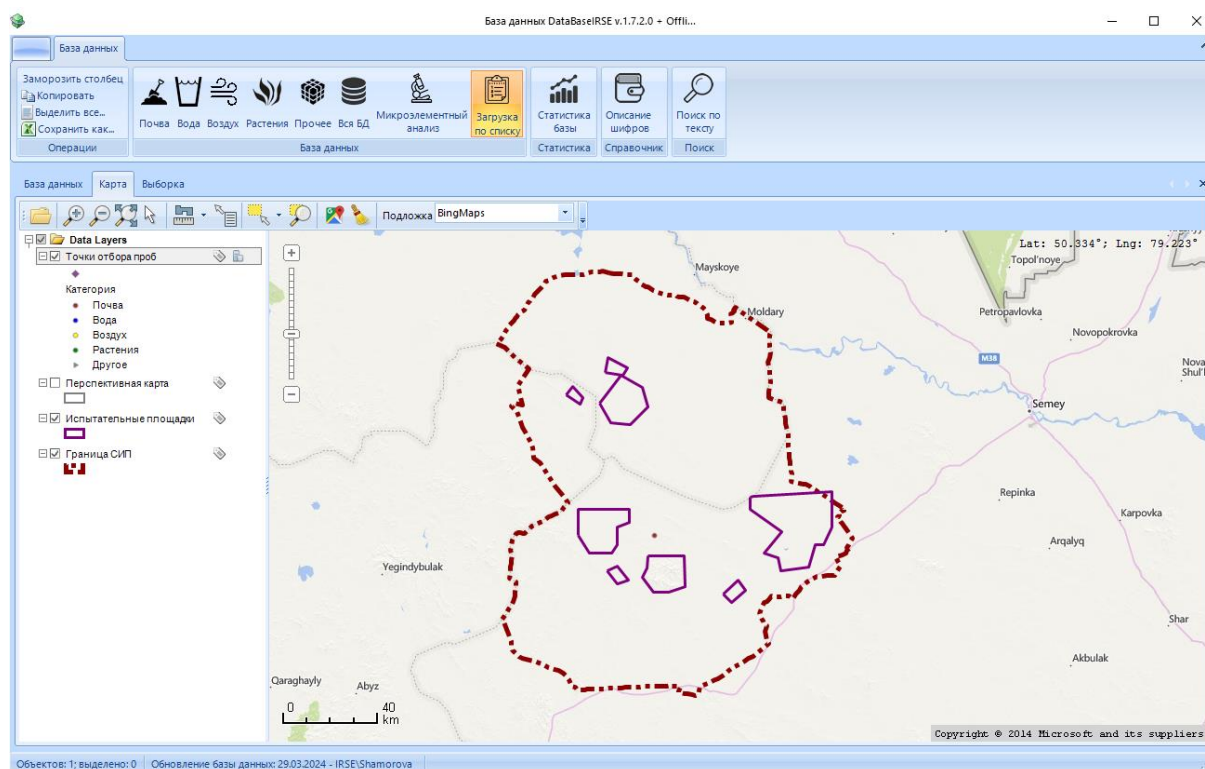 База данных DataBaseIRSE v.1.7.2.0 + Offli...
База данных
Заморозить столбец
Копировать
Выделить все...
Сохранить как...
Операции
Почва Вода Воздух Растения Прочее Вся БД
Микроэлементный анализ
Загрузка по списку
База данных
Статистика базы
Статистика
Описание шифров
Справочник
Поиск по тексту
Поиск
База данных Карта Выборка
Подложка BingMaps
Data Layers
Точки отбора проб
Категория
Почва
Вода
Воздух
Растения
Другое
Перспективная карта
Испытательные площадки
Граница СИП
Lat: 50.334°; Lng: 79.223°
Topol'noye
Mayskoye
Moldary
Petropavlovka
Novopokrovka
M38
Nova
Shul'
Semey
Repinka
Karpovka
Arqalyq
Yegindybulak
Shar
Akbulak
Qaraghayly
Abyz
0 40
km
Copyright © 2014 Microsoft and its suppliers
Объектов: 1; выделено: 0 Обновление базы данных: 29.03.2024 - IRSE\Shamorova